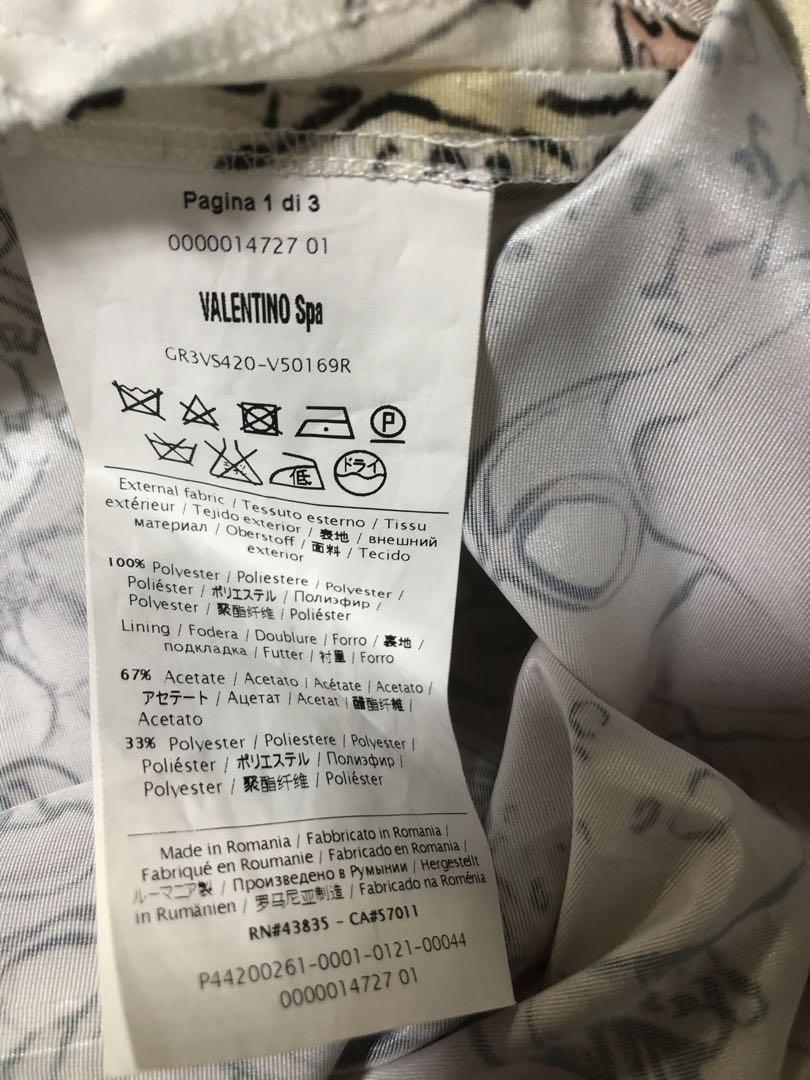 Pagina 1 di 3
0000014727 01
VALENTINO Spa
GR3VS420-V50169R
P
低 ドライ
External fabric / Tessuto esterno / Tissu
extérieur / Tejido exterior / 表地 / внешний
материал / Oberstoff / 面料 / Tecido
exterior
100% Polyester / Poliestere / Polyester /
Poliéster / ポリエステル / Полиэфир /
Polyester / 聚酯纤维 / Poliéster
Lining / Fodera / Doublure / Forro / 裏地 /
подкладка / Futter / 衬里 / Forro
67% Acetate / Acetato / Acétate / Acetato /
アセテート / Ацетат / Acetat / 醋酯纤维 /
Acetato
33% Polyester / Poliestere / Polyester /
Poliéster / ポリエステル / Полиэфир /
Polyester / 聚酯纤维 / Poliéster
Made in Romania / Fabbricato in Romania /
Fabriqué en Roumanie / Fabricado en Romania /
ルーマニア製 / Произведено в Румынии / Hergestellt
in Rumänien / 罗马尼亚制造 / Fabricado na Roménia
RN#43835 - CA#57011
P44200261-0001-0121-00044
0000014727 01